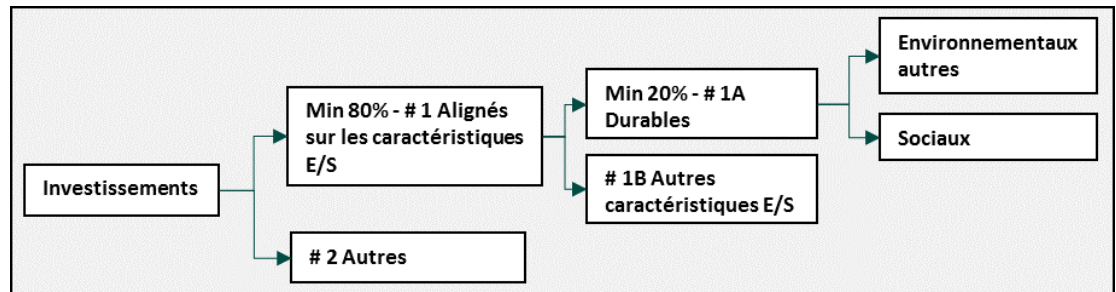 Investissements
Min 80% - # 1 Alignés
sur les caractéristiques
E/S
# 2 Autres
Min 20% - # 1A
Durables
# 1B Autres
caractéristiques E/S
Environnementaux
autres
Sociaux